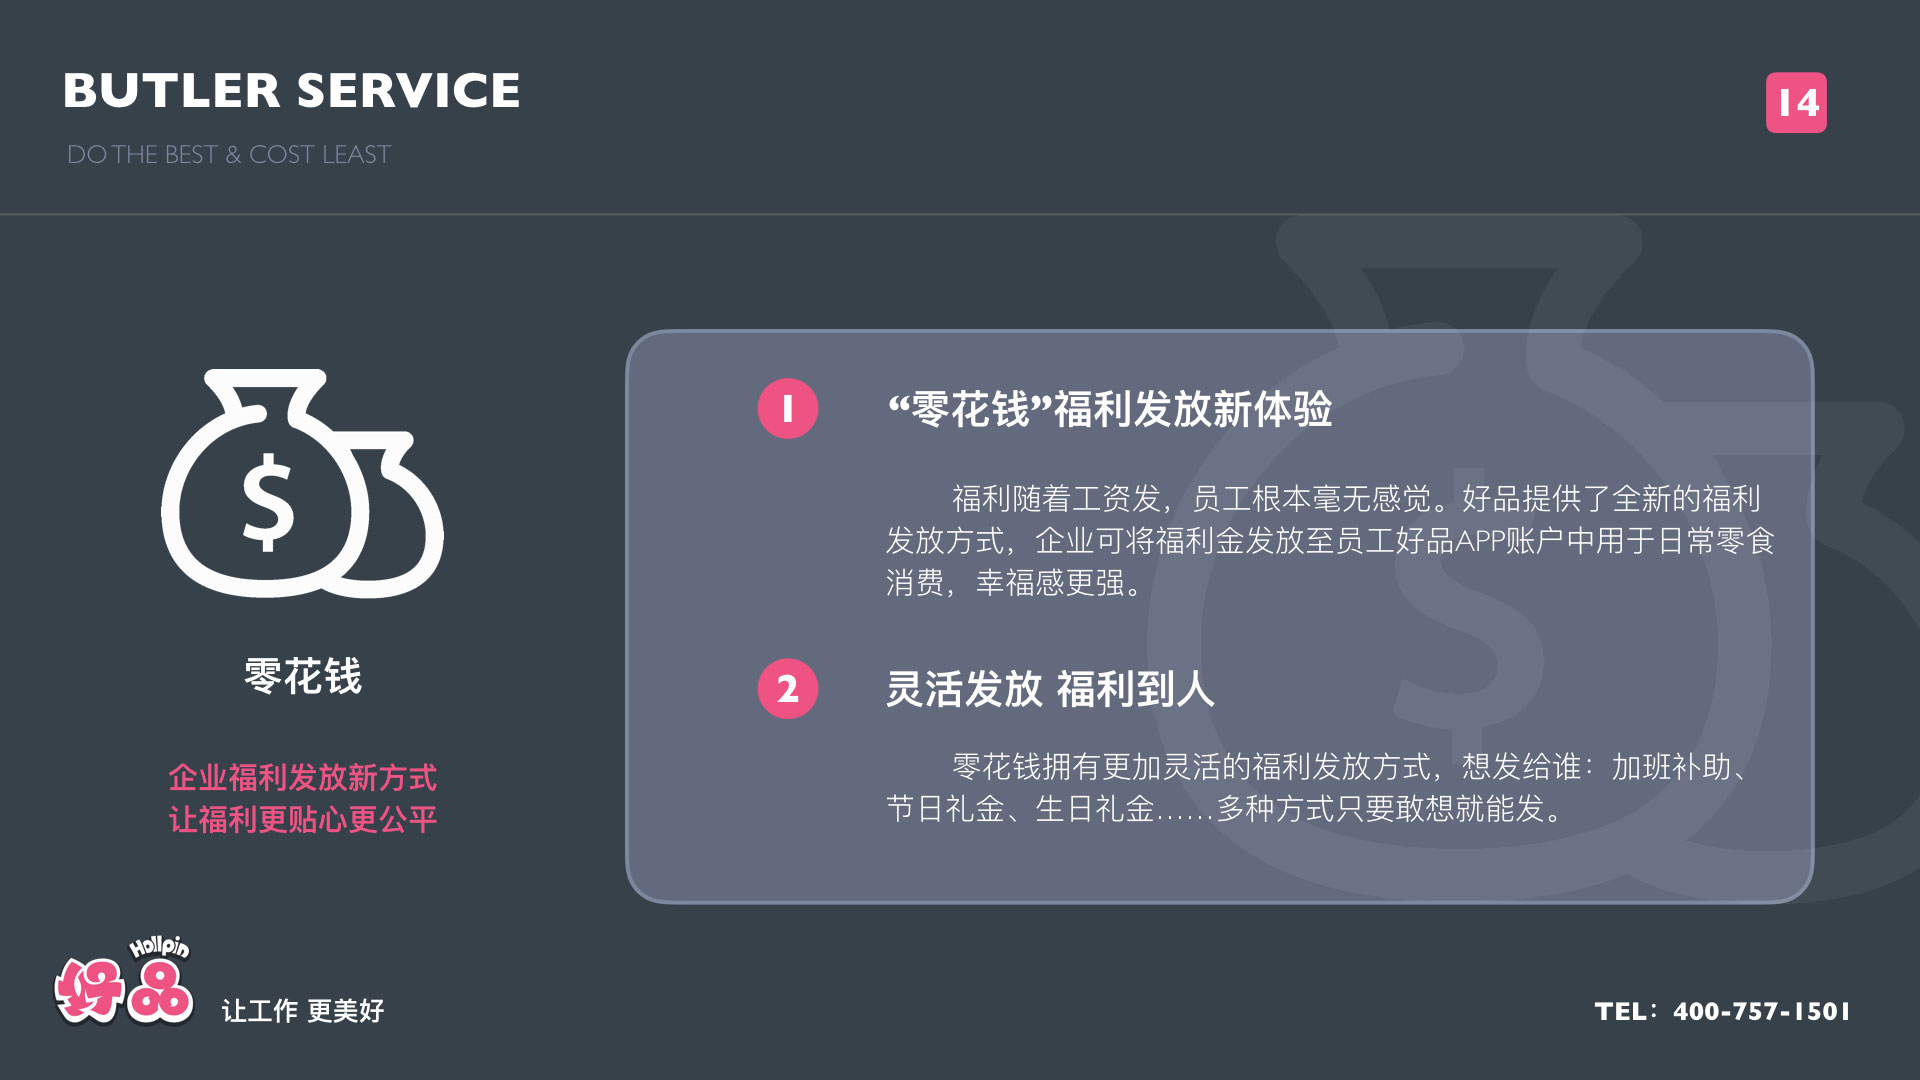 BUTLER SERVICE
DO THE BEST & COST LEAST
14
$
零花钱
企业福利发放新方式
让福利更贴心更公平
1
“零花钱”福利发放新体验
福利随着工资发，员工根本毫无感觉。好品提供了全新的福利
发放方式，企业可将福利金发放至员工好品APP账户中用于日常零食
消费，幸福感更强。
2
灵活发放 福利到人
零花钱拥有更加灵活的福利发放方式，想发给谁：加班补助、
节日礼金、生日礼金……多种方式只要敢想就能发。
Hollpin
好品
让工作 更美好
TEL：400-757-1501